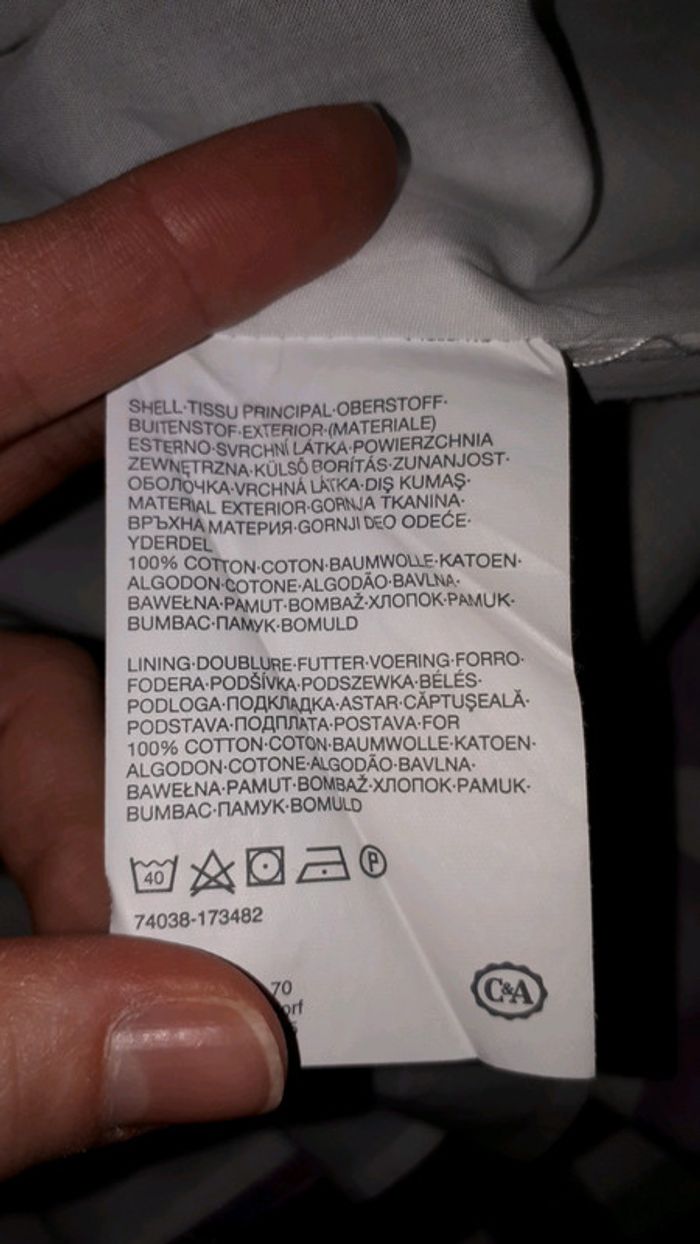 SHELL·TISSU PRINCIPAL·OBERSTOFF·
BUITENSTOF·EXTERIOR·(MATERIALE)
ESTERNO·SVRCHNÍ LÁTKA·POWIERZCHNIA
ZEWNĘTRZNA·KÜLSŐ BORÍTÁS·ZUNANJOST·
ОБОЛОЧКА·VRCHNÁ LÁTKA·DIŞ KUMAŞ·
MATERIAL EXTERIOR·GORNJA TKANINA·
ВРЪХНА МАТЕРИЯ·GORNJI DEO ODEĆE·
YDERDEL
100% COTTON·COTON·BAUMWOLLE·KATOEN·
ALGODON·COTONE·ALGODÃO·BAVLNA·
BAWEŁNA·PAMUT·BOMBAŽ·ХЛОПОК·PAMUK·
BUMBAC·ПАМУК·BOMULD
LINING·DOUBLURE·FUTTER·VOERING·FORRO·
FODERA·PODŠÍVKA·PODSZEWKA·BÉLÉS·
PODLOGA·ПОДКЛАДКА·ASTAR·CĂPTUŞEALĂ·
PODSTAVA·ПОДПЛАТА·POSTAVA·FOR
100% COTTON·COTON·BAUMWOLLE·KATOEN·
ALGODON·COTONE·ALGODÃO·BAVLNA·
BAWEŁNA·PAMUT·BOMBAŽ·ХЛОПОК·PAMUK·
BUMBAC·ПАМУК·BOMULD
40 P
74038-173482
70
orf
C&A